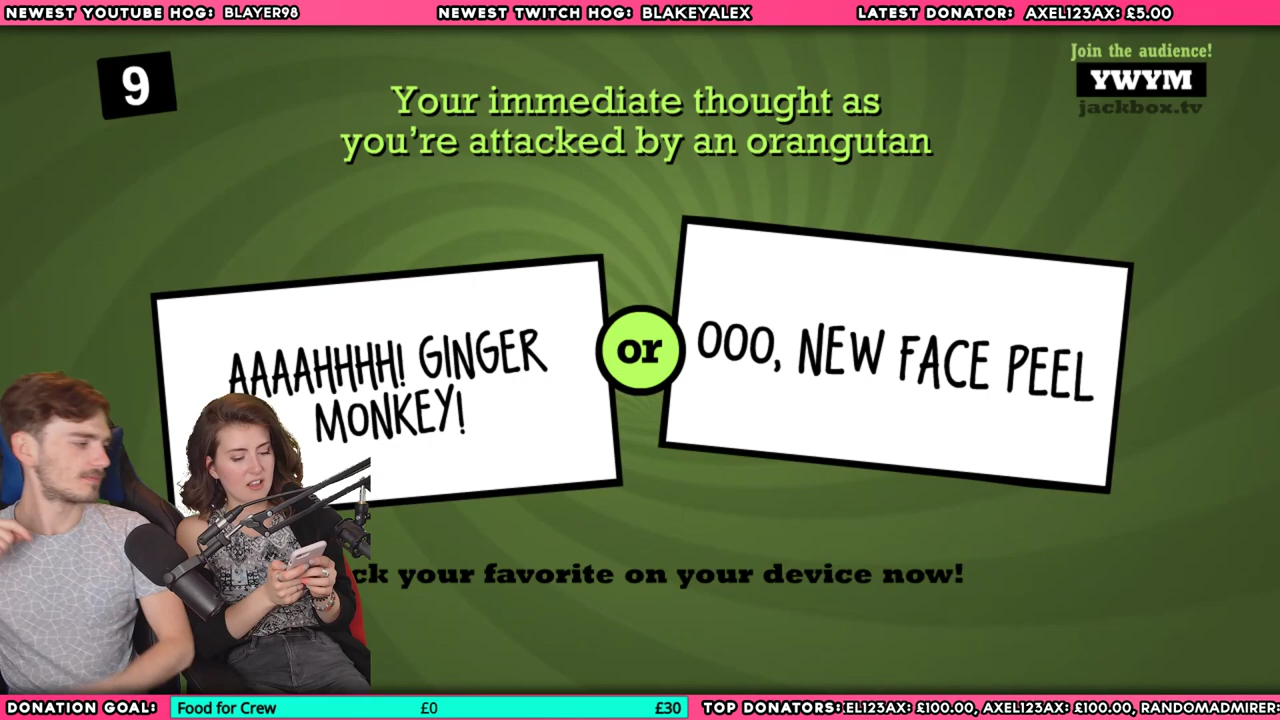 NEWEST YOUTUBE HOG: BLAYER98
NEWEST TWITCH HOG: BLAKEYALEX
LATEST DONATOR: AXEL123AX: £5.00
9
Join the audience!
YWYM
jackbox.tv
Your immediate thought as
you're attacked by an orangutan
AAAAHHHH! GINGER
MONKEY!
or
OOO, NEW FACE PEEL
ck your favorite on your device now!
DONATION GOAL:
Food for Crew £0 £30
TOP DONATORS: EL123AX: £100.00, AXEL123AX: £100.00, RANDOMADMIRER: